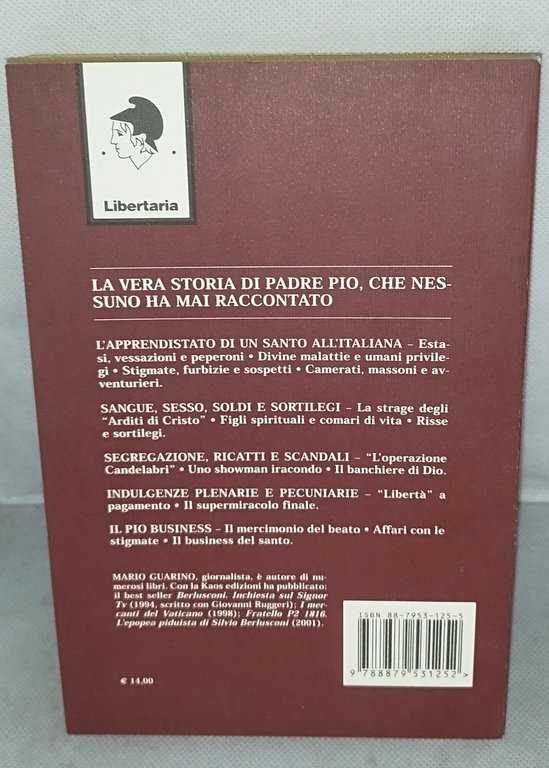 Libertaria
LA VERA STORIA DI PADRE PIO, CHE NES-
SUNO HA MAI RACCONTATO
L'APPRENDISTATO DI UN SANTO ALL'ITALIANA – Esta-
si, vessazioni e peperoni • Divine malattie e umani privile-
gi • Stigmate, furbizie e sospetti • Camerati, massoni e av-
venturieri.
SANGUE, SESSO, SOLDI E SORTILEGI – La strage degli
"Arditi di Cristo" • Figli spirituali e comari di vita • Risse
e sortilegi.
SEGREGAZIONE, RICATTI E SCANDALI – "L'operazione
Candelabri" • Uno showman iracondo • Il banchiere di Dio.
INDULGENZE PLENARIE E PECUNIARIE – "Libertà" a
pagamento • Il supermiracolo finale.
IL PIO BUSINESS – Il mercimonio del beato • Affari con le
stigmate • Il business del santo.
MARIO GUARINO, giornalista, è autore di nu-
merosi libri. Con la Kaos edizioni ha pubblicato:
il best seller Berlusconi. Inchiesta sul Signor
Tv (1994, scritto con Giovanni Ruggeri); I mer-
canti del Vaticano (1998); Fratello P2 1816.
L'epopea piduista di Silvio Berlusconi (2001).
€ 14,00
ISBN 88-7953-125-5
9 788879 531252 >